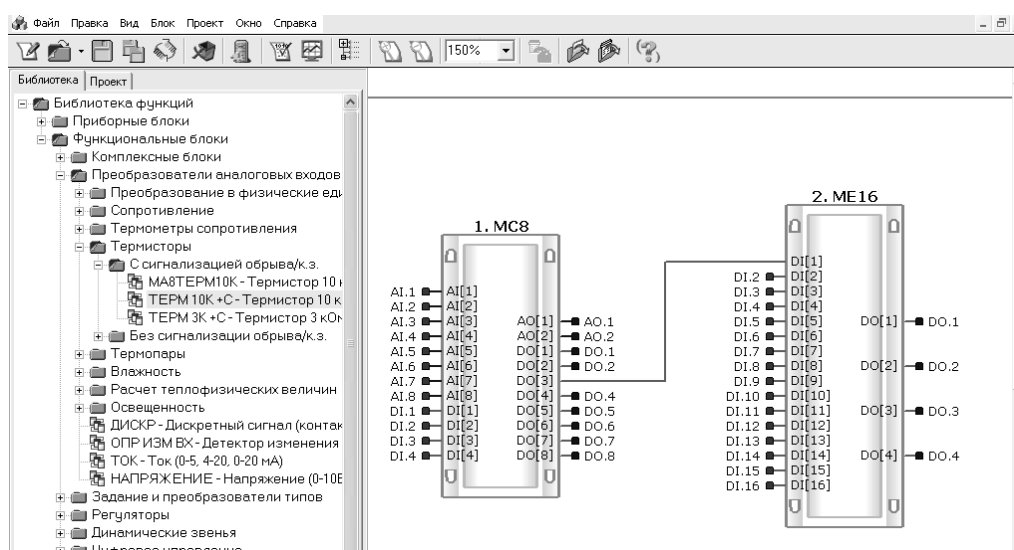 Файл Правка Вид Блок Проект Окно Справка
150%
Библиотека Проект
Библиотека функций
Приборные блоки
Функциональные блоки
Комплексные блоки
Преобразователи аналоговых входов
Преобразование в физические еди
Сопротивление
Термометры сопротивления
Термисторы
С сигнализацией обрыва/к.з.
МА8ТЕРМ10К - Термистор 10 к
ТЕРМ 10К +С - Термистор 10 к
ТЕРМ 3К +С - Термистор 3 кОм
Без сигнализации обрыва/к.з.
Термопары
Влажность
Расчет теплофизических величин
Освещенность
ДИСКР - Дискретный сигнал (контак
ОПР ИЗМ ВХ - Детектор изменения
ТОК - Ток (0-5, 4-20, 0-20 мА)
НАПРЯЖЕНИЕ - Напряжение (0-10В
Задание и преобразователи типов
Регуляторы
Динамические звенья
Цифровое управление
1. MC8
AI.1 AI[1]
AI.2 AI[2]
AI.3 AI[3] AO[1] AO.1
AI.4 AI[4] AO[2] AO.2
AI.5 AI[5] DO[1] DO.1
AI.6 AI[6] DO[2] DO.2
AI.7 AI[7] DO[3]
AI.8 AI[8] DO[4] DO.4
DI.1 DI[1] DO[5] DO.5
DI.2 DI[2] DO[6] DO.6
DI.3 DI[3] DO[7] DO.7
DI.4 DI[4] DO[8] DO.8
2. ME16
DI[1]
DI.2 DI[2]
DI.3 DI[3]
DI.4 DI[4]
DI.5 DI[5] DO[1] DO.1
DI.6 DI[6]
DI.7 DI[7]
DI.8 DI[8] DO[2] DO.2
DI.9 DI[9]
DI.10 DI[10]
DI.11 DI[11] DO[3] DO.3
DI.12 DI[12]
DI.13 DI[13]
DI.14 DI[14] DO[4] DO.4
DI.15 DI[15]
DI.16 DI[16]